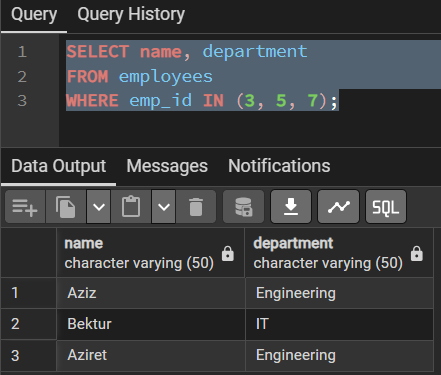 Query Query History
1 SELECT name, department
2 FROM employees
3 WHERE emp_id IN (3, 5, 7);
Data Output Messages Notifications
SQL
name department
character varying (50) character varying (50)
1 Aziz Engineering
2 Bektur IT
3 Aziret Engineering